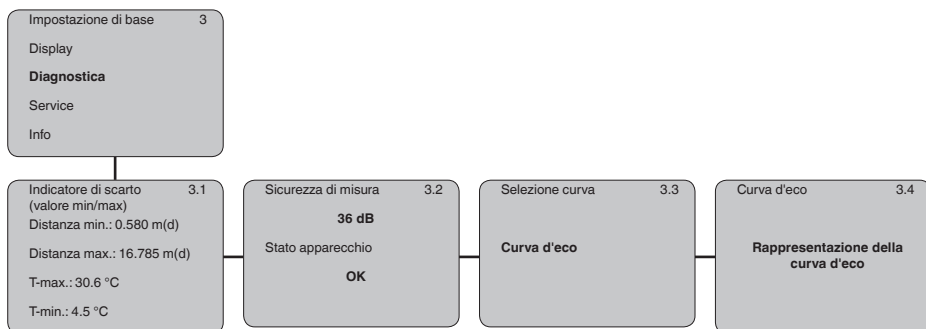 Impostazione di base 3
Display
Diagnostica
Service
Info
Indicatore di scarto 3.1
(valore min/max)
Distanza min.: 0.580 m(d)
Distanza max.: 16.785 m(d)
T-max.: 30.6 °C
T-min.: 4.5 °C
Sicurezza di misura 3.2
36 dB
Stato apparecchio
OK
Selezione curva 3.3
Curva d'eco
Curva d'eco 3.4
Rappresentazione della
curva d'eco